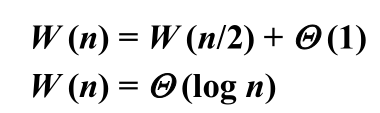 W (n) = W (n/2) + Θ (1)
W (n) = Θ (log n)